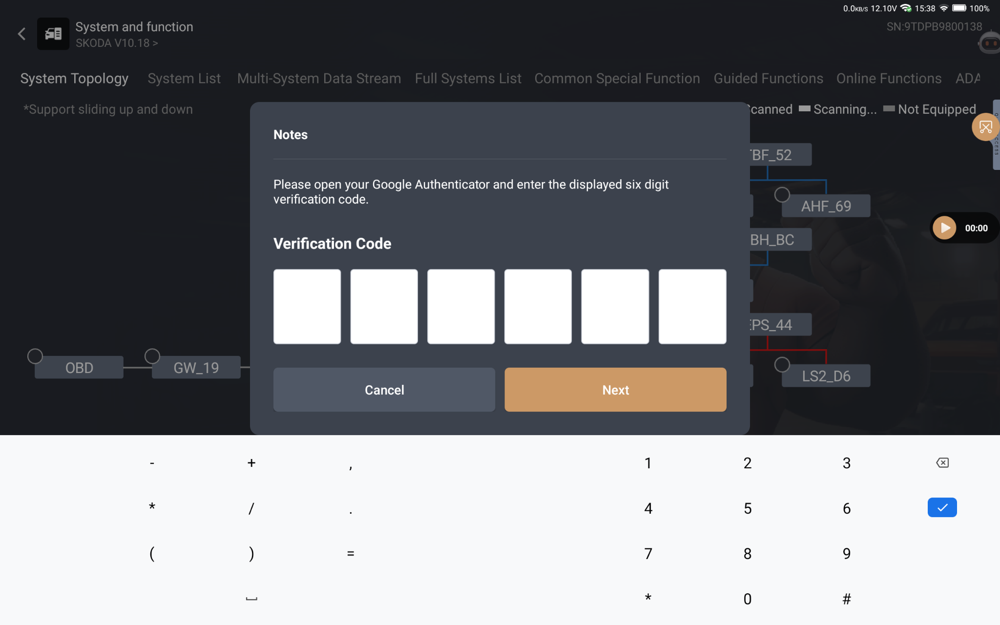 0.0KB/S 12.10V 15:38 100%
System and function
SKODA V10.18 >
SN:9TDPB9800138
System Topology System List Multi-System Data Stream Full Systems List Common Special Function Guided Functions Online Functions ADA
*Support sliding up and down
Scanned Scanning... Not Equipped
Notes
Please open your Google Authenticator and enter the displayed six digit
verification code.
Verification Code
Cancel Next
TBF_52
AHF_69
BH_BC
EPS_44
LS2_D6
OBD GW_19
00:00
- + , 1 2 3
* / . 4 5 6
( ) = 7 8 9
* 0 #